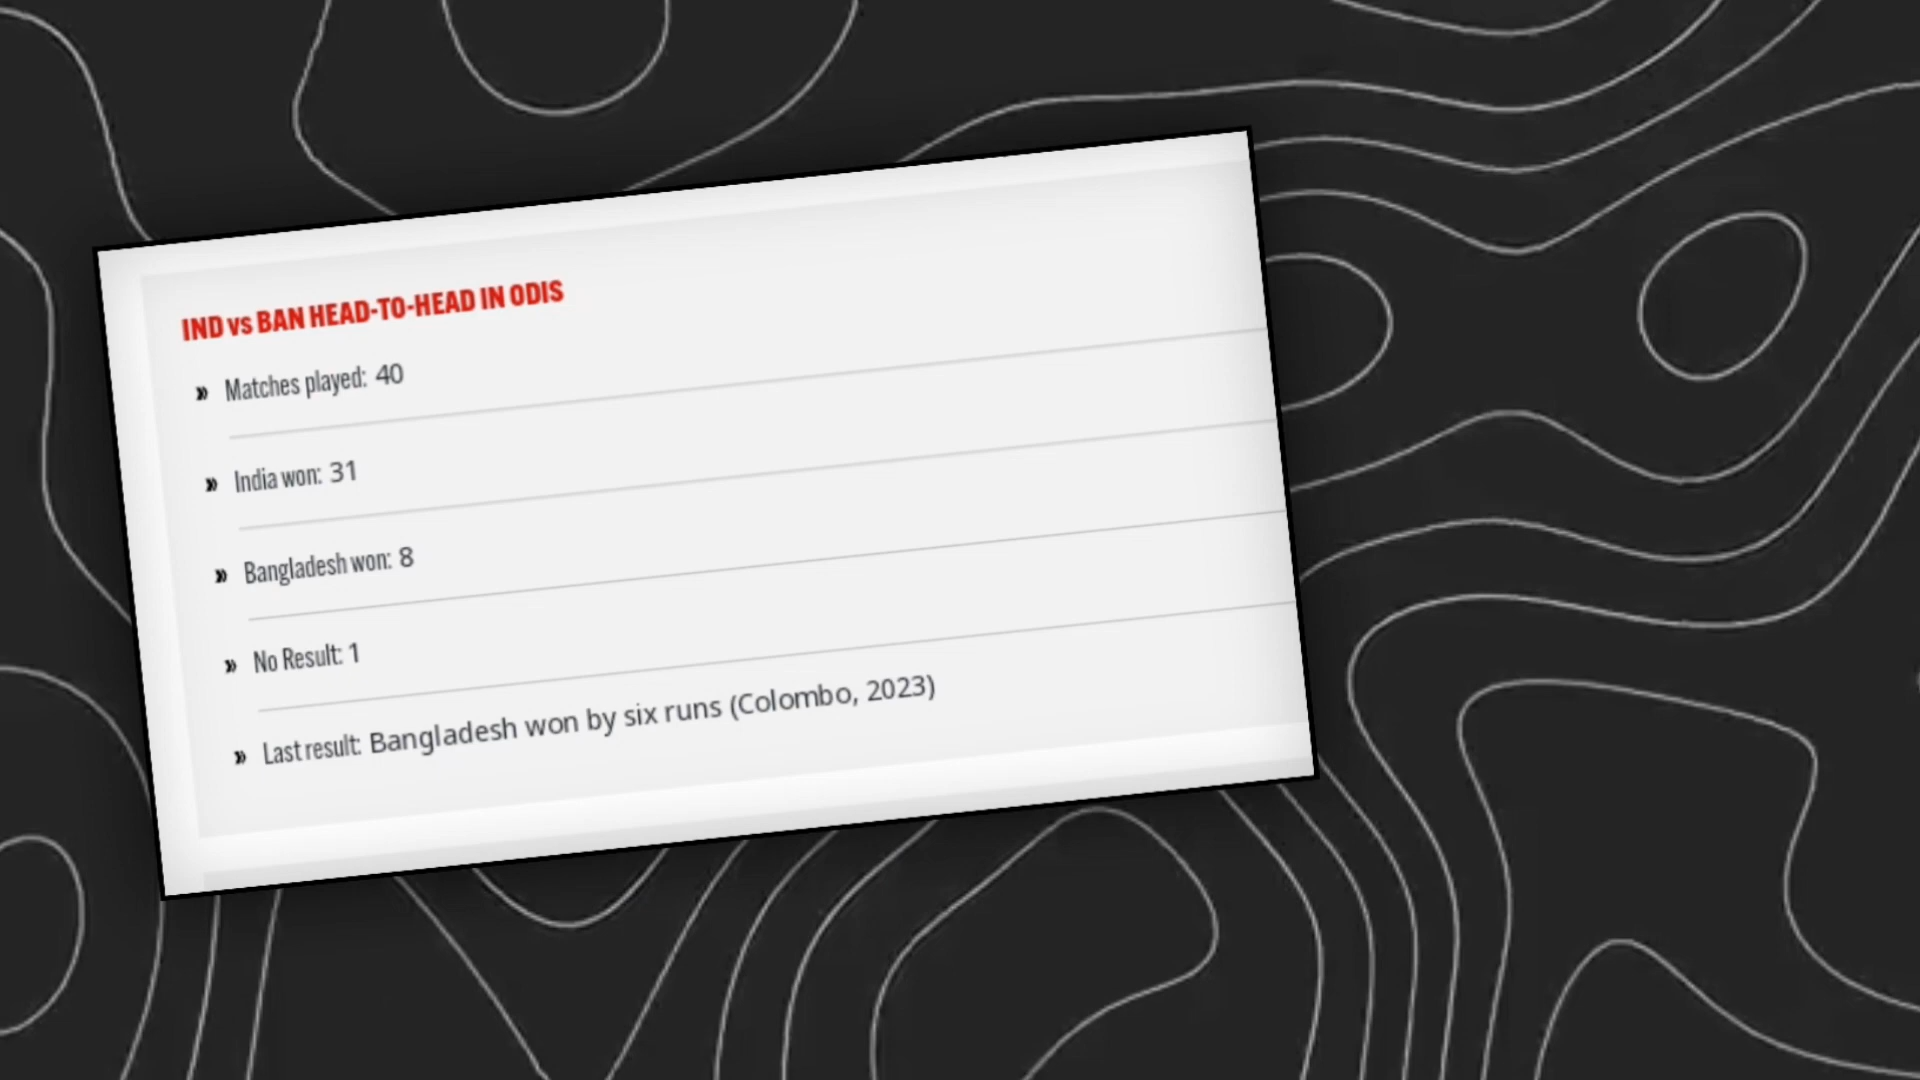 IND vs BAN HEAD-TO-HEAD IN ODIS
» Matches played: 40
» India won: 31
» Bangladesh won: 8
» No Result: 1
» Last result: Bangladesh won by six runs (Colombo, 2023)